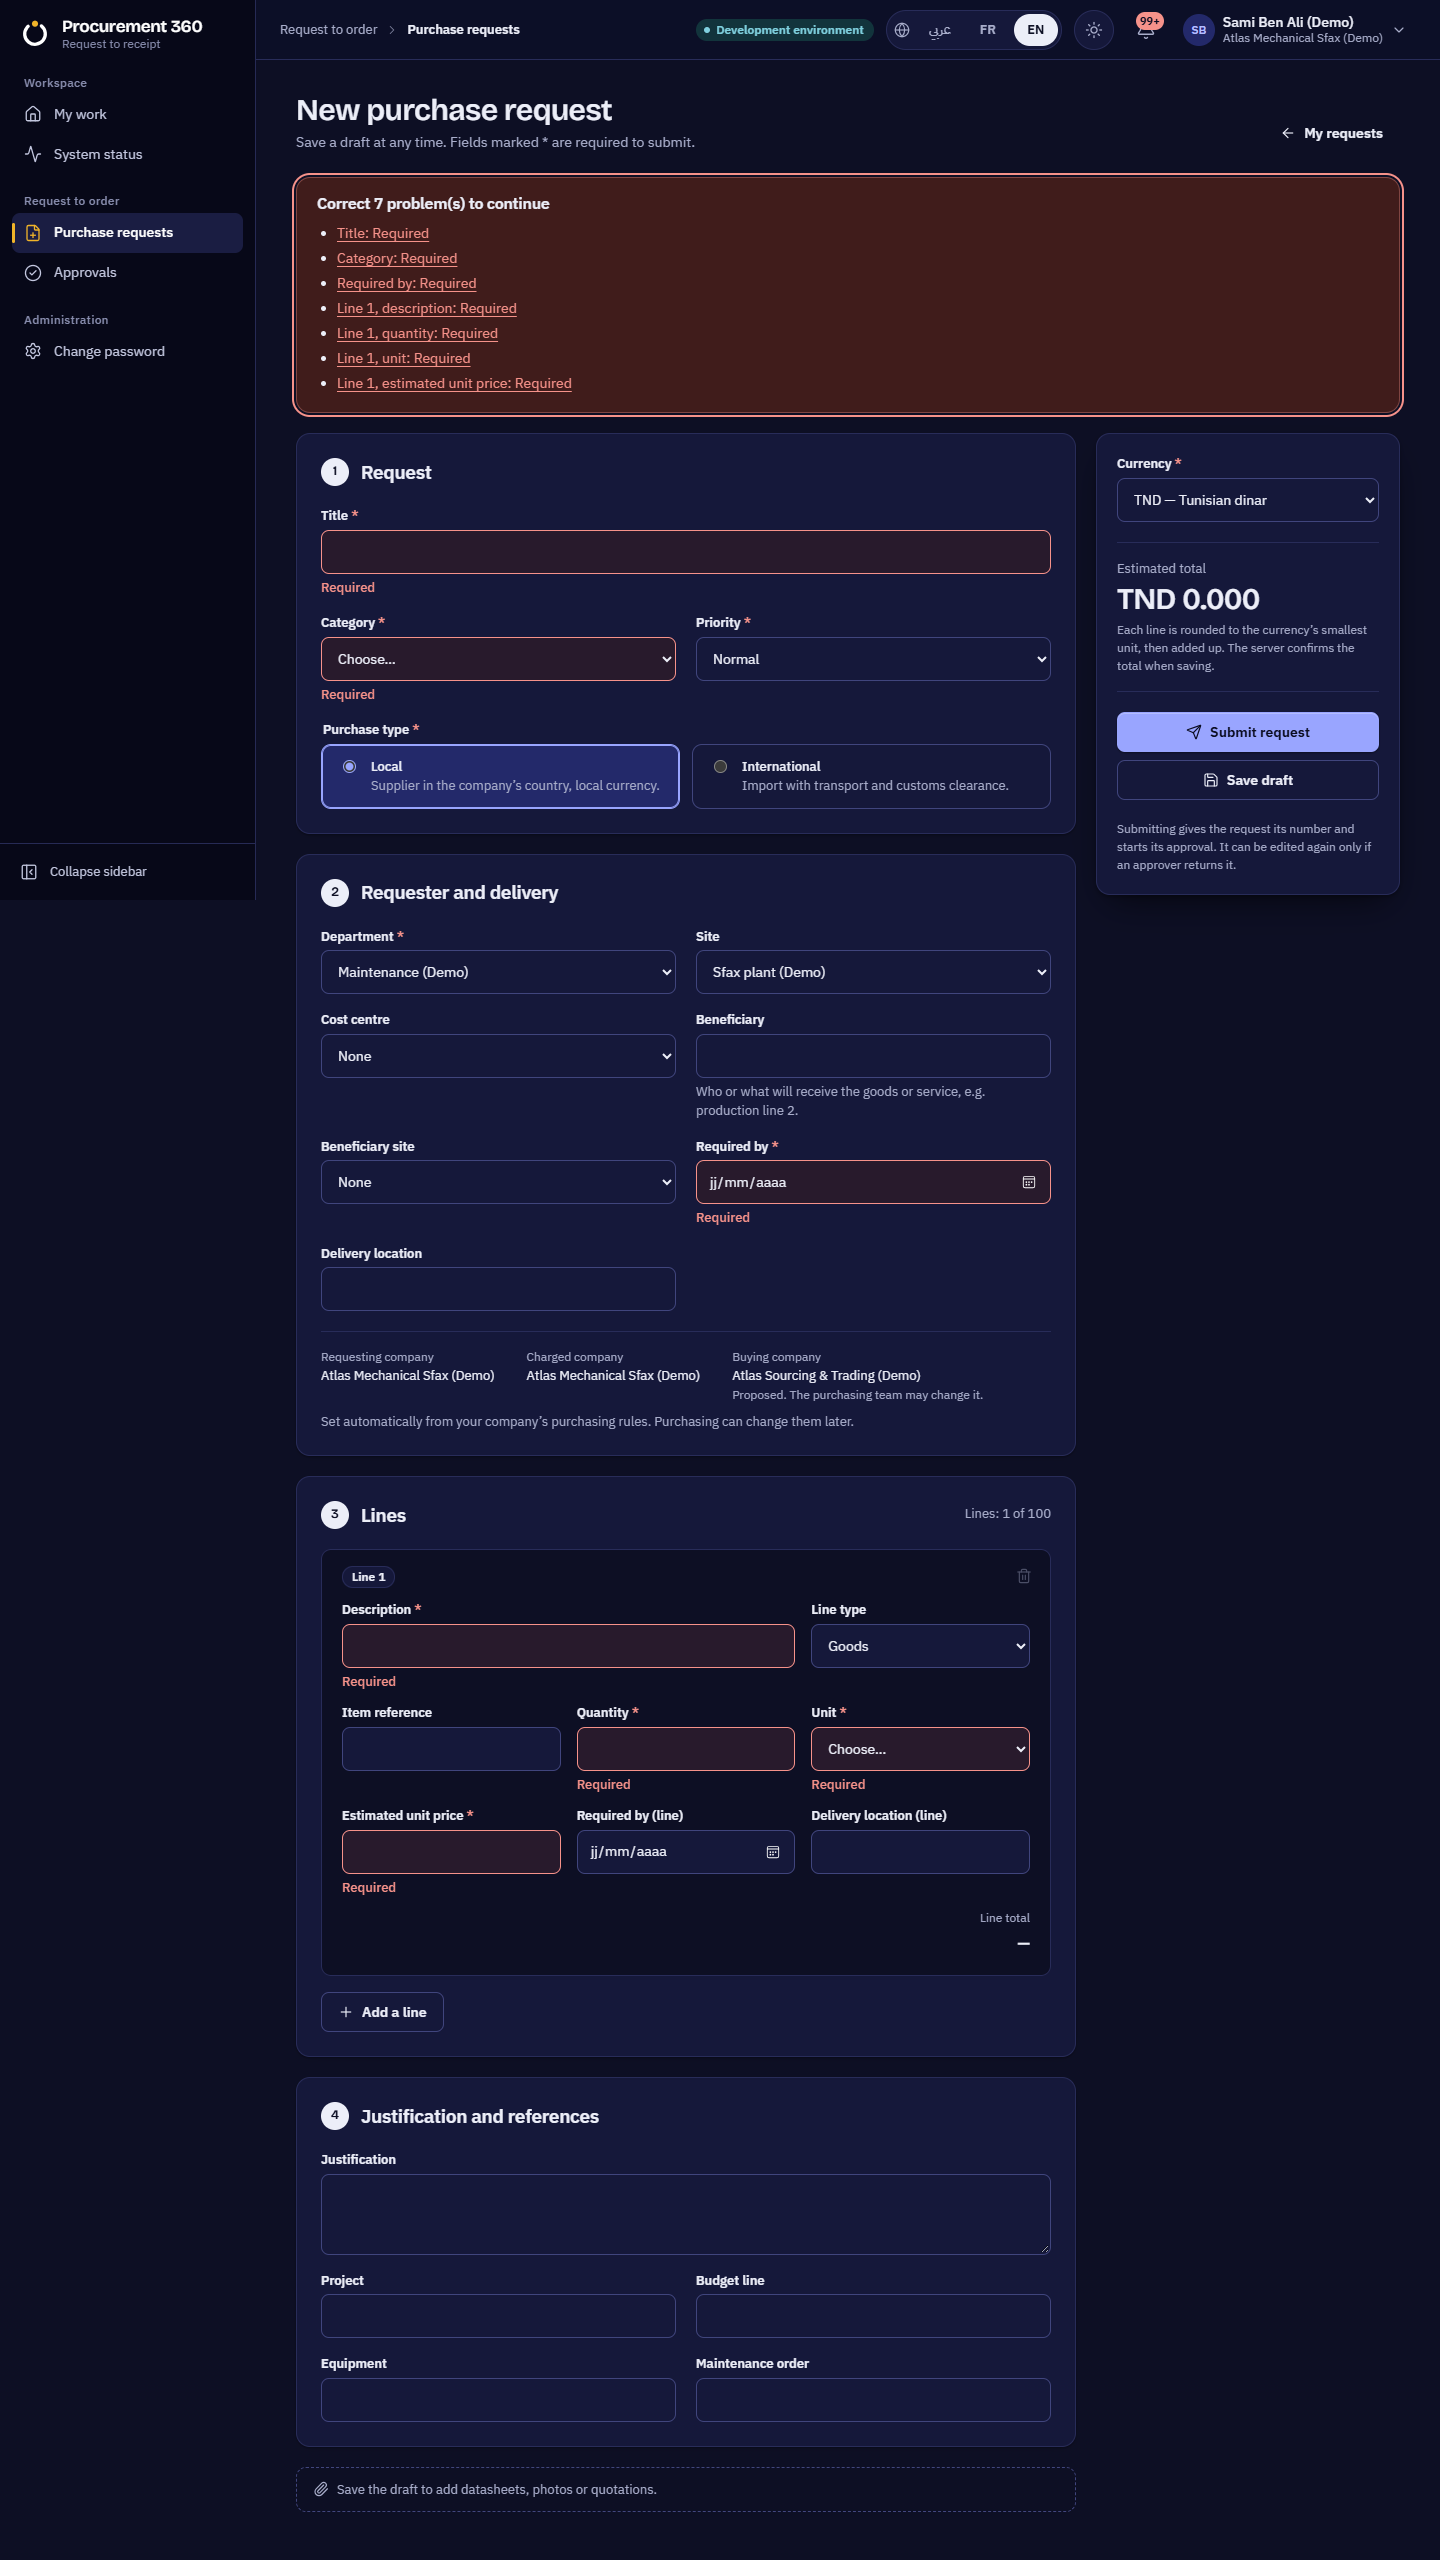 Procurement 360
Request to receipt
Workspace
My work
System status
Request to order
Purchase requests
Approvals
Administration
Change password
Collapse sidebar
Request to order
Purchase requests
Development environment
عربي
FR
EN
99+
SB
Sami Ben Ali (Demo)
Atlas Mechanical Sfax (Demo)
New purchase request
Save a draft at any time. Fields marked * are required to submit.
My requests
Correct 7 problem(s) to continue
Title: Required
Category: Required
Required by: Required
Line 1, description: Required
Line 1, quantity: Required
Line 1, unit: Required
Line 1, estimated unit price: Required
1
Request
Title *
Required
Category *
Priority *
Choose...
Normal
Required
Purchase type *
Local
Supplier in the company's country, local currency.
International
Import with transport and customs clearance.
Currency *
TND — Tunisian dinar
Estimated total
TND 0.000
Each line is rounded to the currency's smallest
unit, then added up. The server confirms the
total when saving.
Submit request
Save draft
Submitting gives the request its number and
starts its approval. It can be edited again only if
an approver returns it.
2
Requester and delivery
Department *
Site
Maintenance (Demo)
Sfax plant (Demo)
Cost centre
Beneficiary
None
Who or what will receive the goods or service, e.g.
production line 2.
Beneficiary site
Required by *
None
jj/mm/aaaa
Required
Delivery location
Requesting company
Atlas Mechanical Sfax (Demo)
Charged company
Atlas Mechanical Sfax (Demo)
Buying company
Atlas Sourcing & Trading (Demo)
Proposed. The purchasing team may change it.
Set automatically from your company's purchasing rules. Purchasing can change them later.
3
Lines
Lines: 1 of 100
Line 1
Description *
Line type
Goods
Required
Item reference
Quantity *
Unit *
Choose...
Required
Required
Estimated unit price *
Required by (line)
Delivery location (line)
jj/mm/aaaa
Required
Line total
—
Add a line
4
Justification and references
Justification
Project
Budget line
Equipment
Maintenance order
Save the draft to add datasheets, photos or quotations.